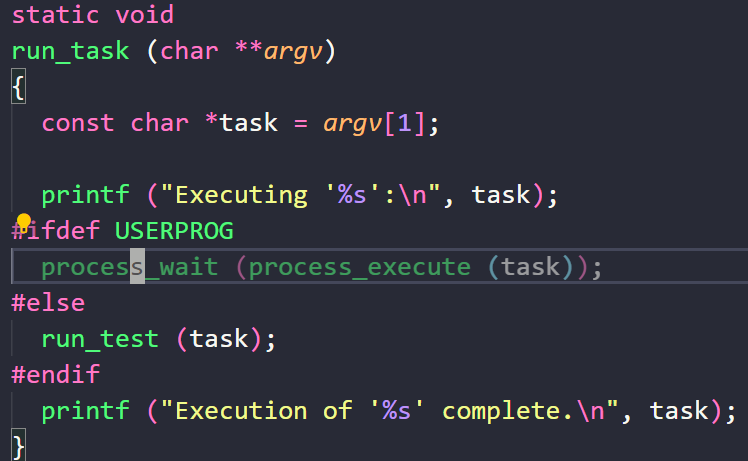 static void
run_task (char **argv)
{
  const char *task = argv[1];

  printf ("Executing '%s':\n", task);
#ifdef USERPROG
  process_wait (process_execute (task));
#else
  run_test (task);
#endif
  printf ("Execution of '%s' complete.\n", task);
}